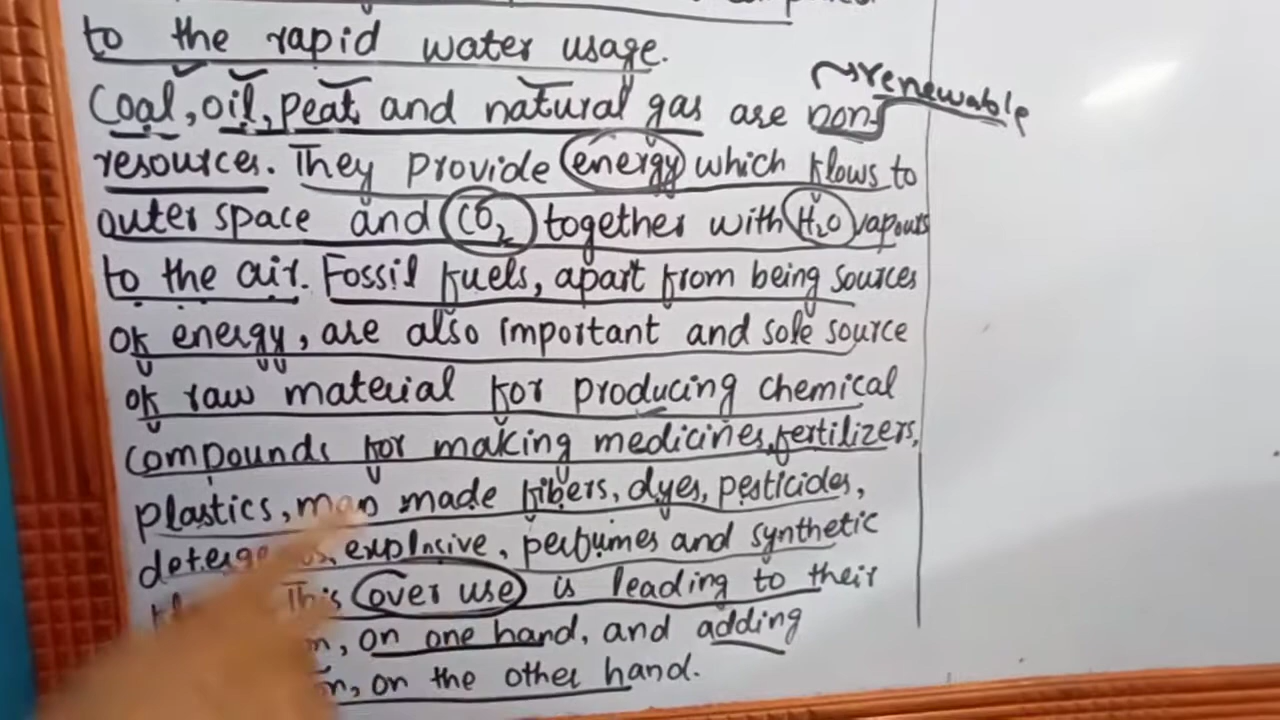 to the rapid water usage.
renewable
Coal, oil, peat and natural gas are non-
resources. They provide energy which flows to
outer space and CO₂ together with H₂O vapours
to the air. Fossil fuels, apart from being sources
of energy, are also important and sole source
of raw material for producing chemical
compounds for making medicines, fertilizers,
plastics, man made fibers, dyes, pesticides,
explosive, perfumes and synthetic
This over use is leading to their
, on one hand, and adding
, on the other hand.